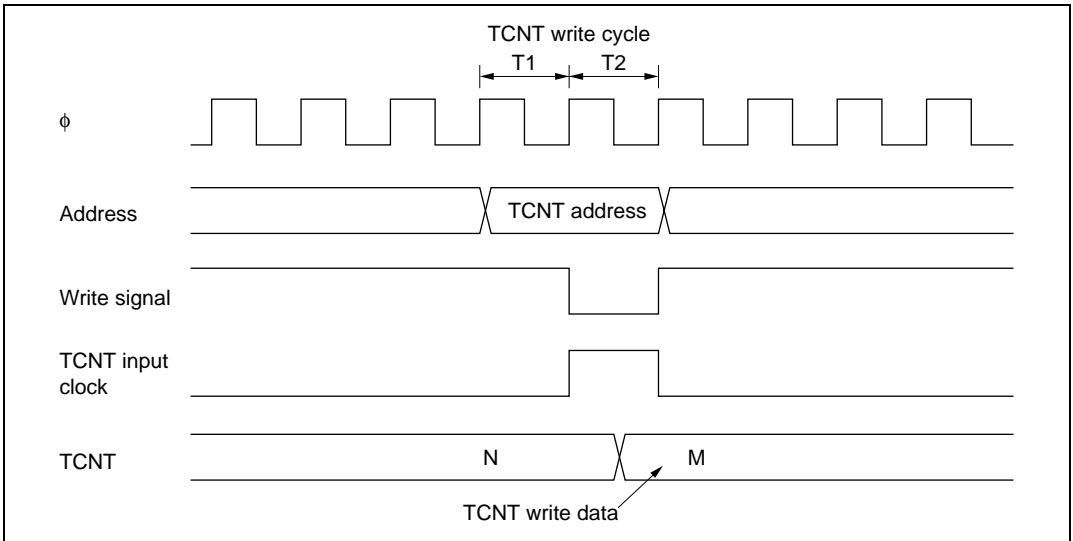 TCNT write cycle
T1 T2
ϕ
Address
TCNT address
Write signal
TCNT input
clock
TCNT
N
M
TCNT write data